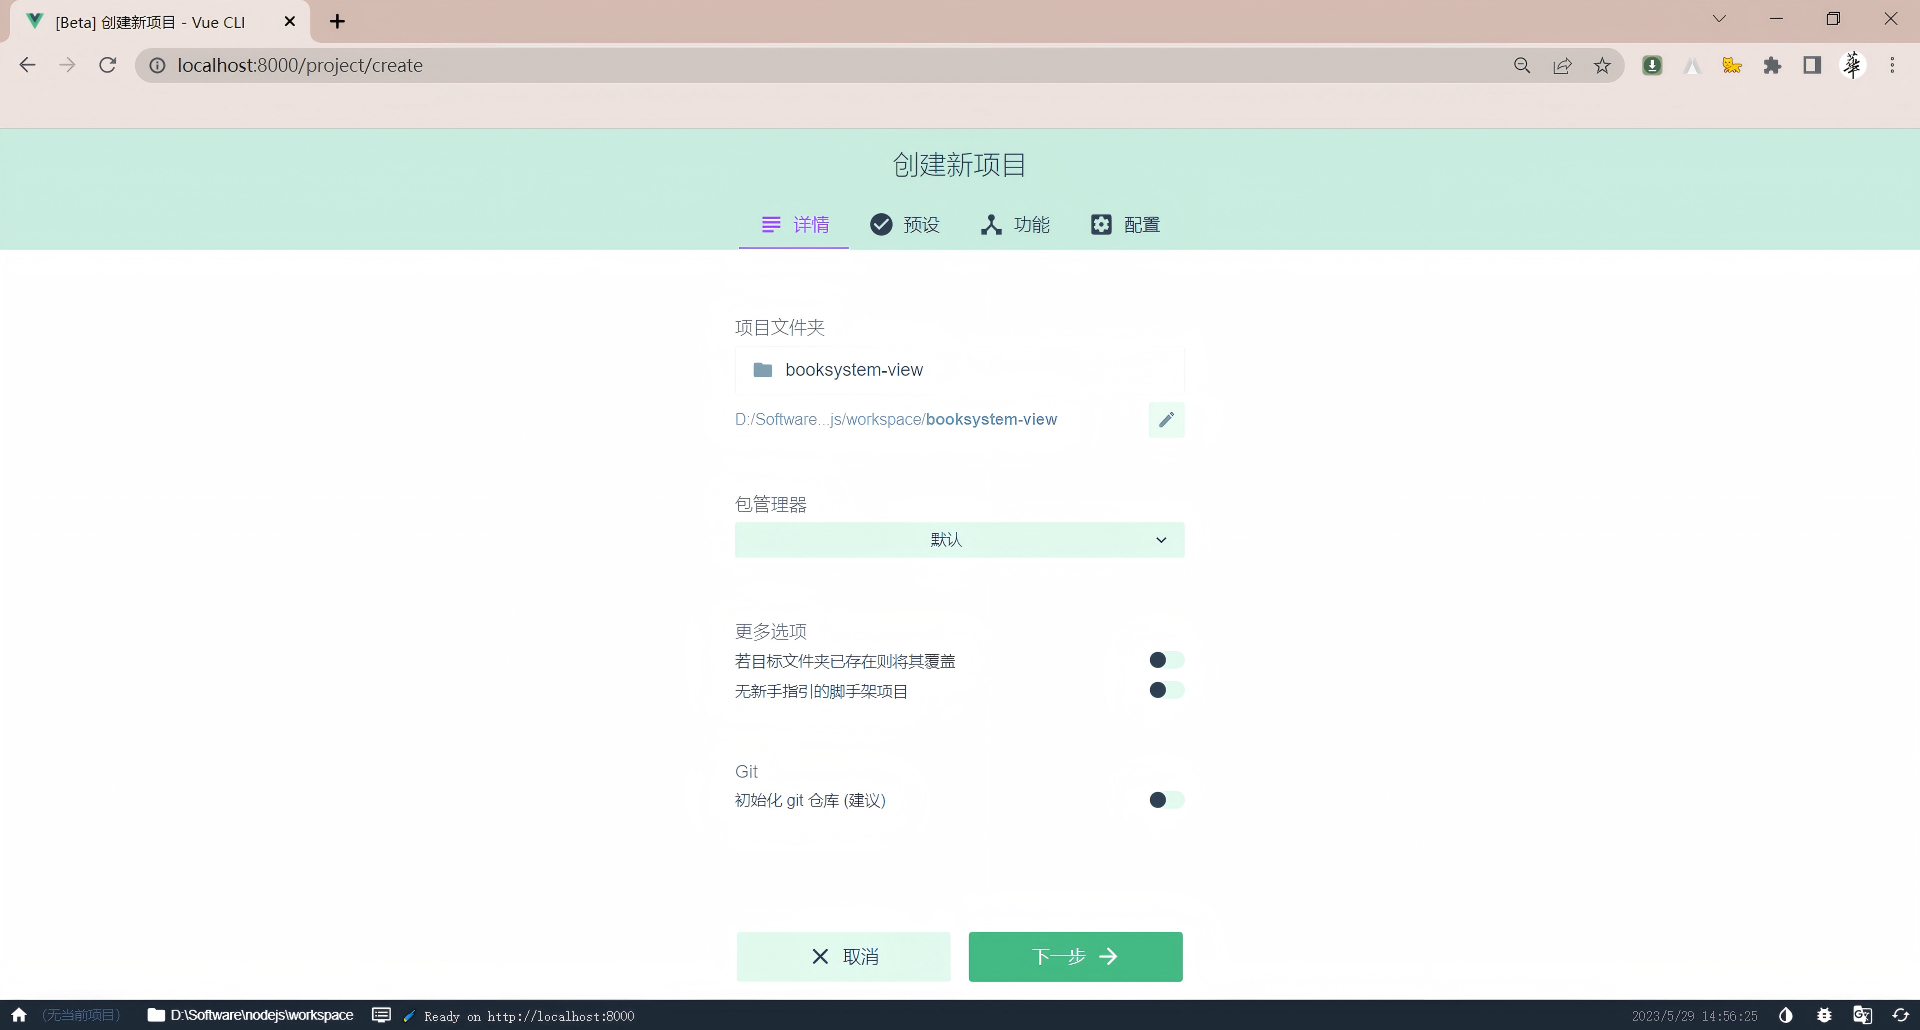 [Beta] 创建新项目 - Vue CLI
localhost:8000/project/create
華
创建新项目
详情 预设 功能 配置
项目文件夹
booksystem-view
D:/Software...js/workspace/booksystem-view
包管理器
默认
更多选项
若目标文件夹已存在则将其覆盖
无新手指引的脚手架项目
Git
初始化 git 仓库 (建议)
取消 下一步
(无当前项目) D:\Software\nodejs\workspace Ready on http://localhost:8000 2023/5/29 14:56:25